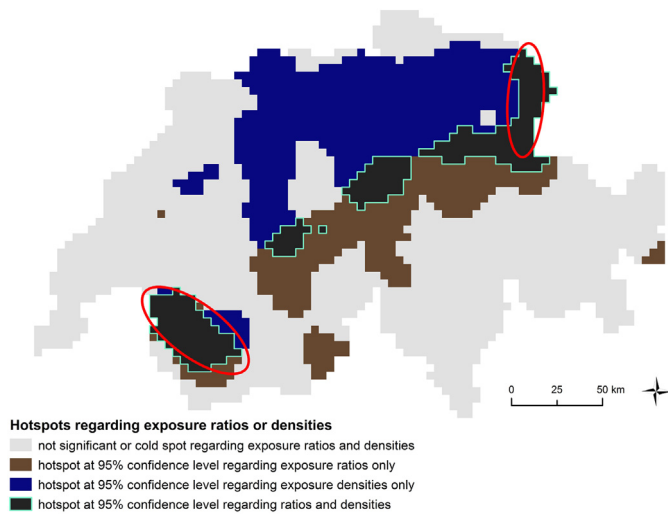 0 25 50 km
Hotspots regarding exposure ratios or densities
not significant or cold spot regarding exposure ratios and densities
hotspot at 95% confidence level regarding exposure ratios only
hotspot at 95% confidence level regarding exposure densities only
hotspot at 95% confidence level regarding ratios and densities